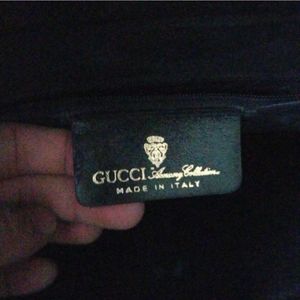 GUCCI Accessory Collection
MADE IN ITALY